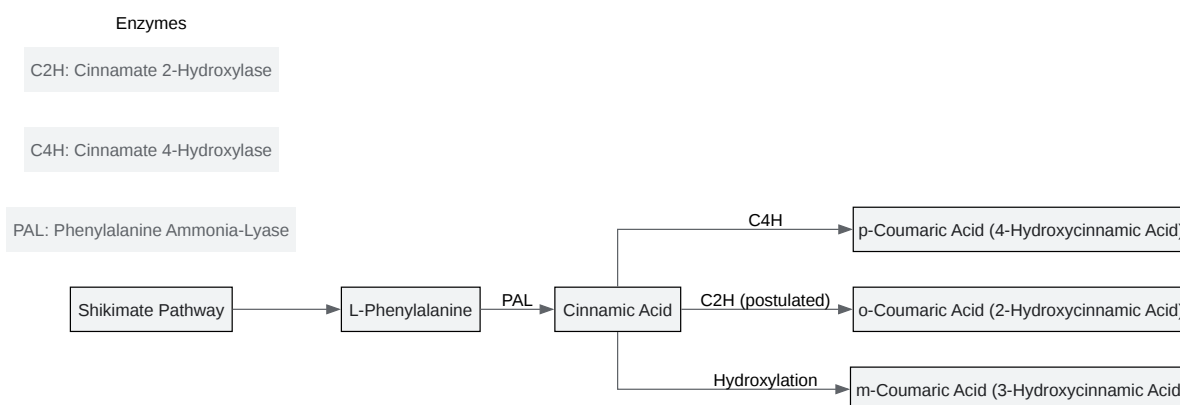 Enzymes
C2H: Cinnamate 2-Hydroxylase
C4H: Cinnamate 4-Hydroxylase
PAL: Phenylalanine Ammonia-Lyase
C4H
p-Coumaric Acid (4-Hydroxycinnamic Acid)
Shikimate Pathway
L-Phenylalanine
PAL
Cinnamic Acid
C2H (postulated)
o-Coumaric Acid (2-Hydroxycinnamic Acid)
Hydroxylation
m-Coumaric Acid (3-Hydroxycinnamic Acid